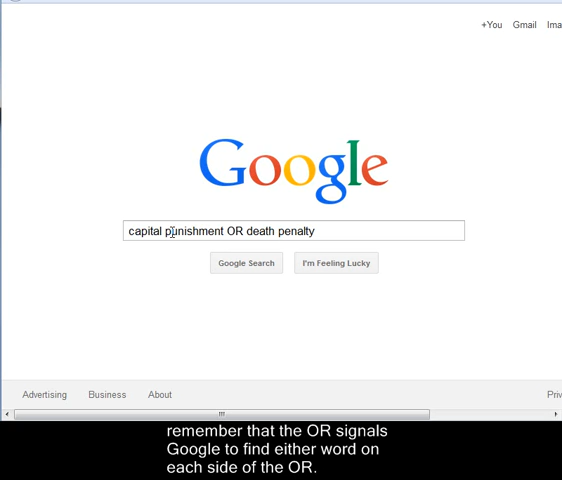 +You Gmail Ima
Google
capital punishment OR death penalty
Google Search I'm Feeling Lucky
Advertising Business About Priv
remember that the OR signals
Google to find either word on
each side of the OR.